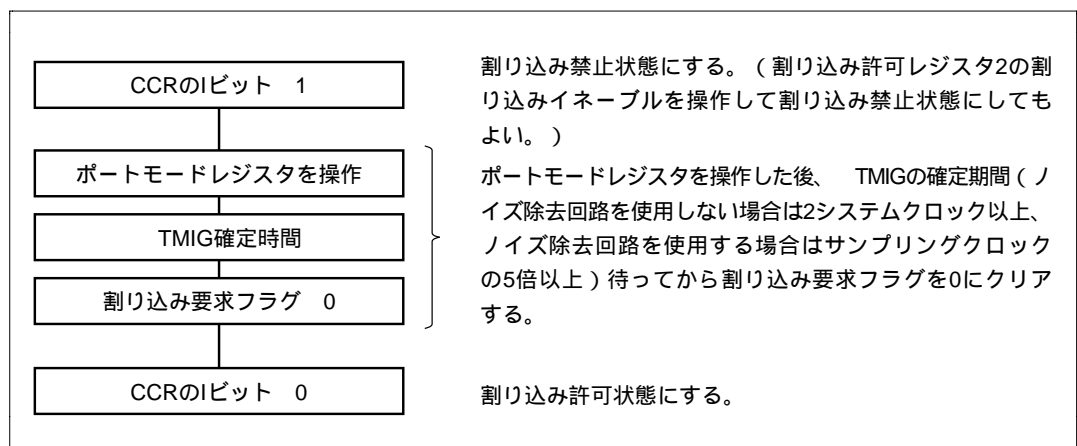 CCRのIビット　1
割り込み禁止状態にする。（割り込み許可レジスタ2の割
り込みイネーブルを操作して割り込み禁止状態にしても
よい。）
ポートモードレジスタを操作
TMIG確定時間
割り込み要求フラグ　0
ポートモードレジスタを操作した後、　TMIGの確定期間（ノ
イズ除去回路を使用しない場合は2システムクロック以上、
ノイズ除去回路を使用する場合はサンプリングクロック
の5倍以上）待ってから割り込み要求フラグを0にクリア
する。
CCRのIビット　0
割り込み許可状態にする。